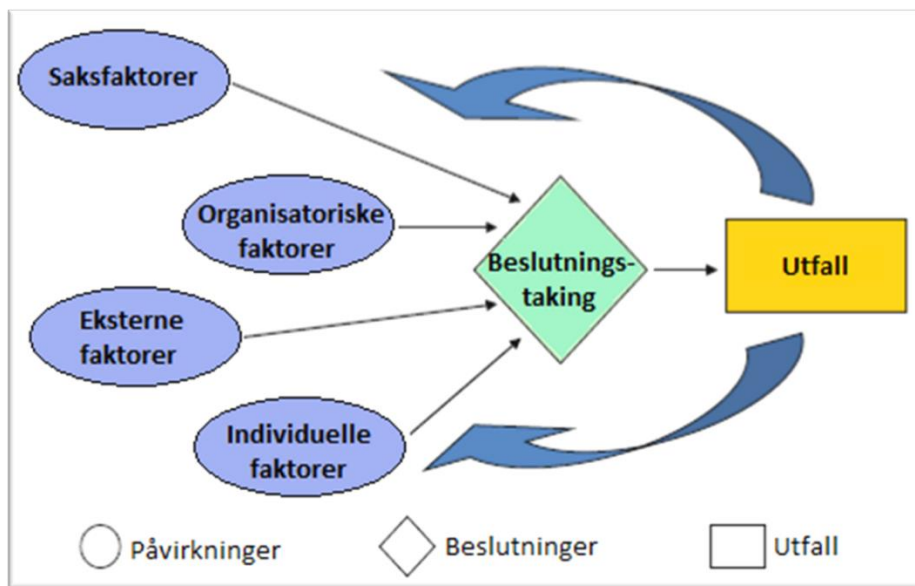 Saksfaktorer
Organisatoriske
faktorer
Beslutnings-
taking
Utfall
Eksterne
faktorer
Individuelle
faktorer
Påvirkninger
Beslutninger
Utfall